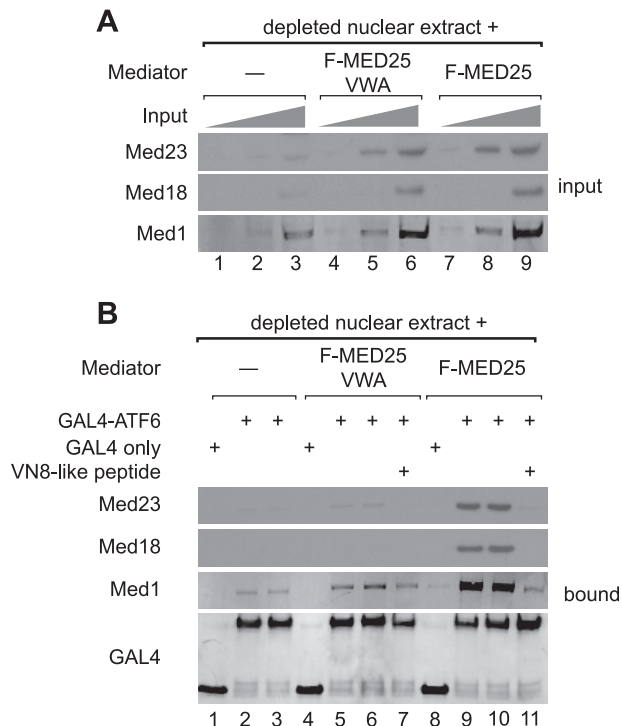 A
depleted nuclear extract +
Mediator — F-MED25 VWA F-MED25
Input
Med23
Med18
Med1
input
1 2 3 4 5 6 7 8 9
B
depleted nuclear extract +
Mediator — F-MED25 VWA F-MED25
GAL4-ATF6 + + + + + + + +
GAL4 only + + +
VN8-like peptide + +
Med23
Med18
Med1
bound
GAL4
1 2 3 4 5 6 7 8 9 10 11